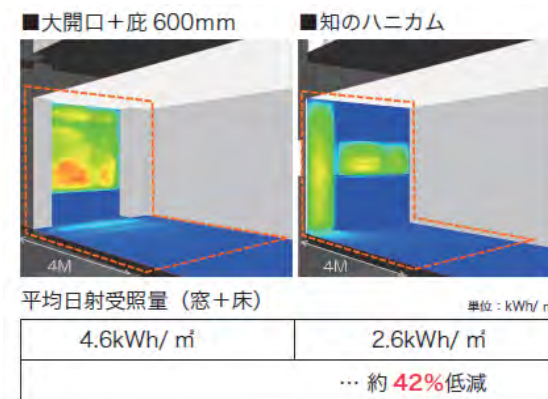 ■大開口＋庇 600mm
■知のハニカム
4M
4M
平均日射受照量（窓＋床）
単位：kWh/㎡
4.6kWh/㎡
2.6kWh/㎡
… 約 42%低減